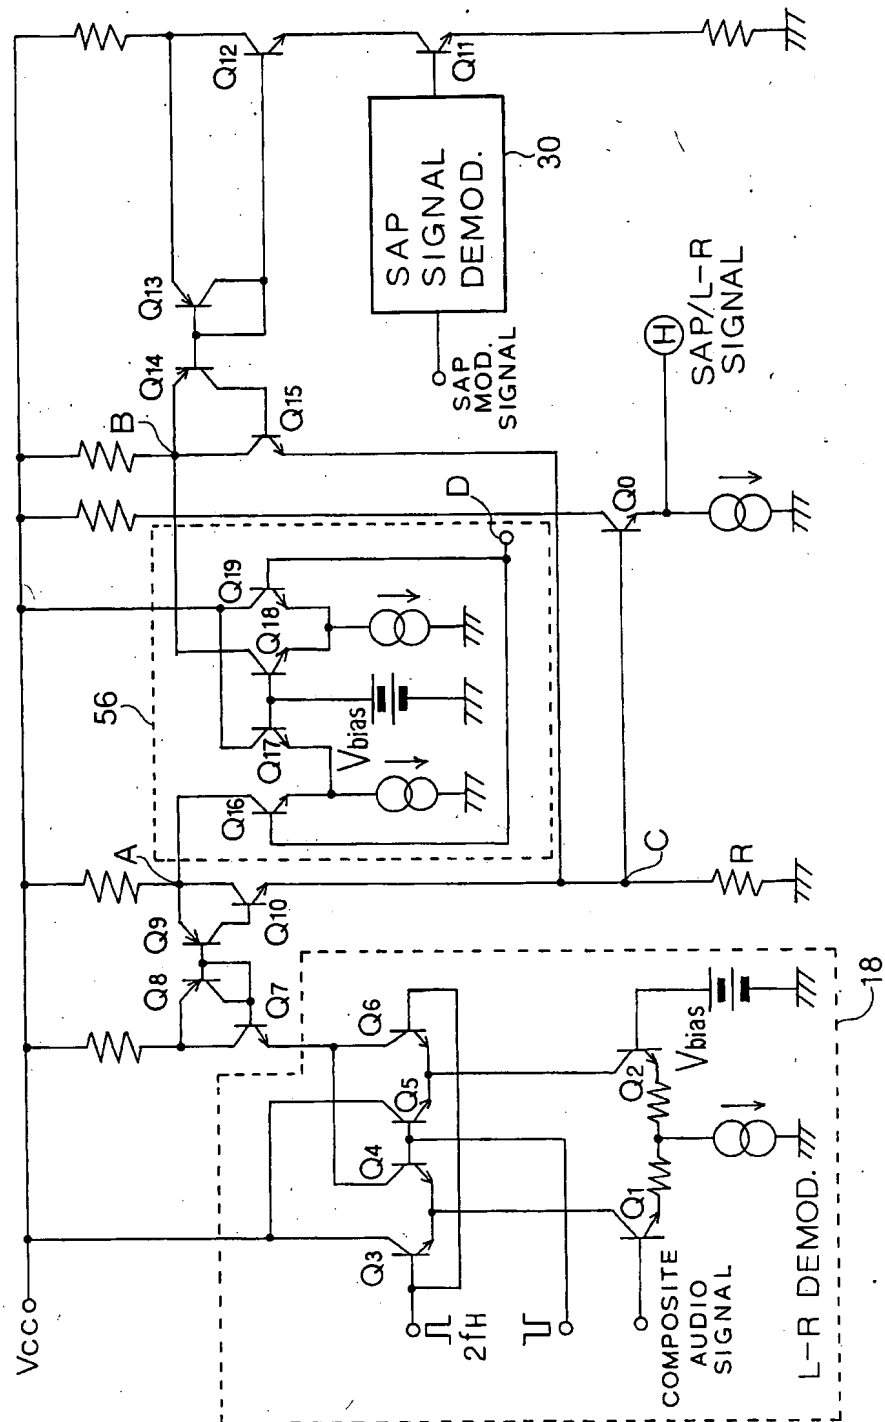 VccO
Q3
Q4
Q5
Q6
Q7
Q8
Q9
Q10
A
2fH
COMPOSITE
AUDIO
SIGNAL
Q1
Q2
Vbias
L-R DEMOD.
18
56
Q16
Q17
Q18
Q19
Vbias
D
C
R
B
Q14
Q13
Q15
Q12
Q11
Q0
SAP
SIGNAL
DEMOD.
30
SAP
MOD.
SIGNAL
H
SAP/L-R
SIGNAL